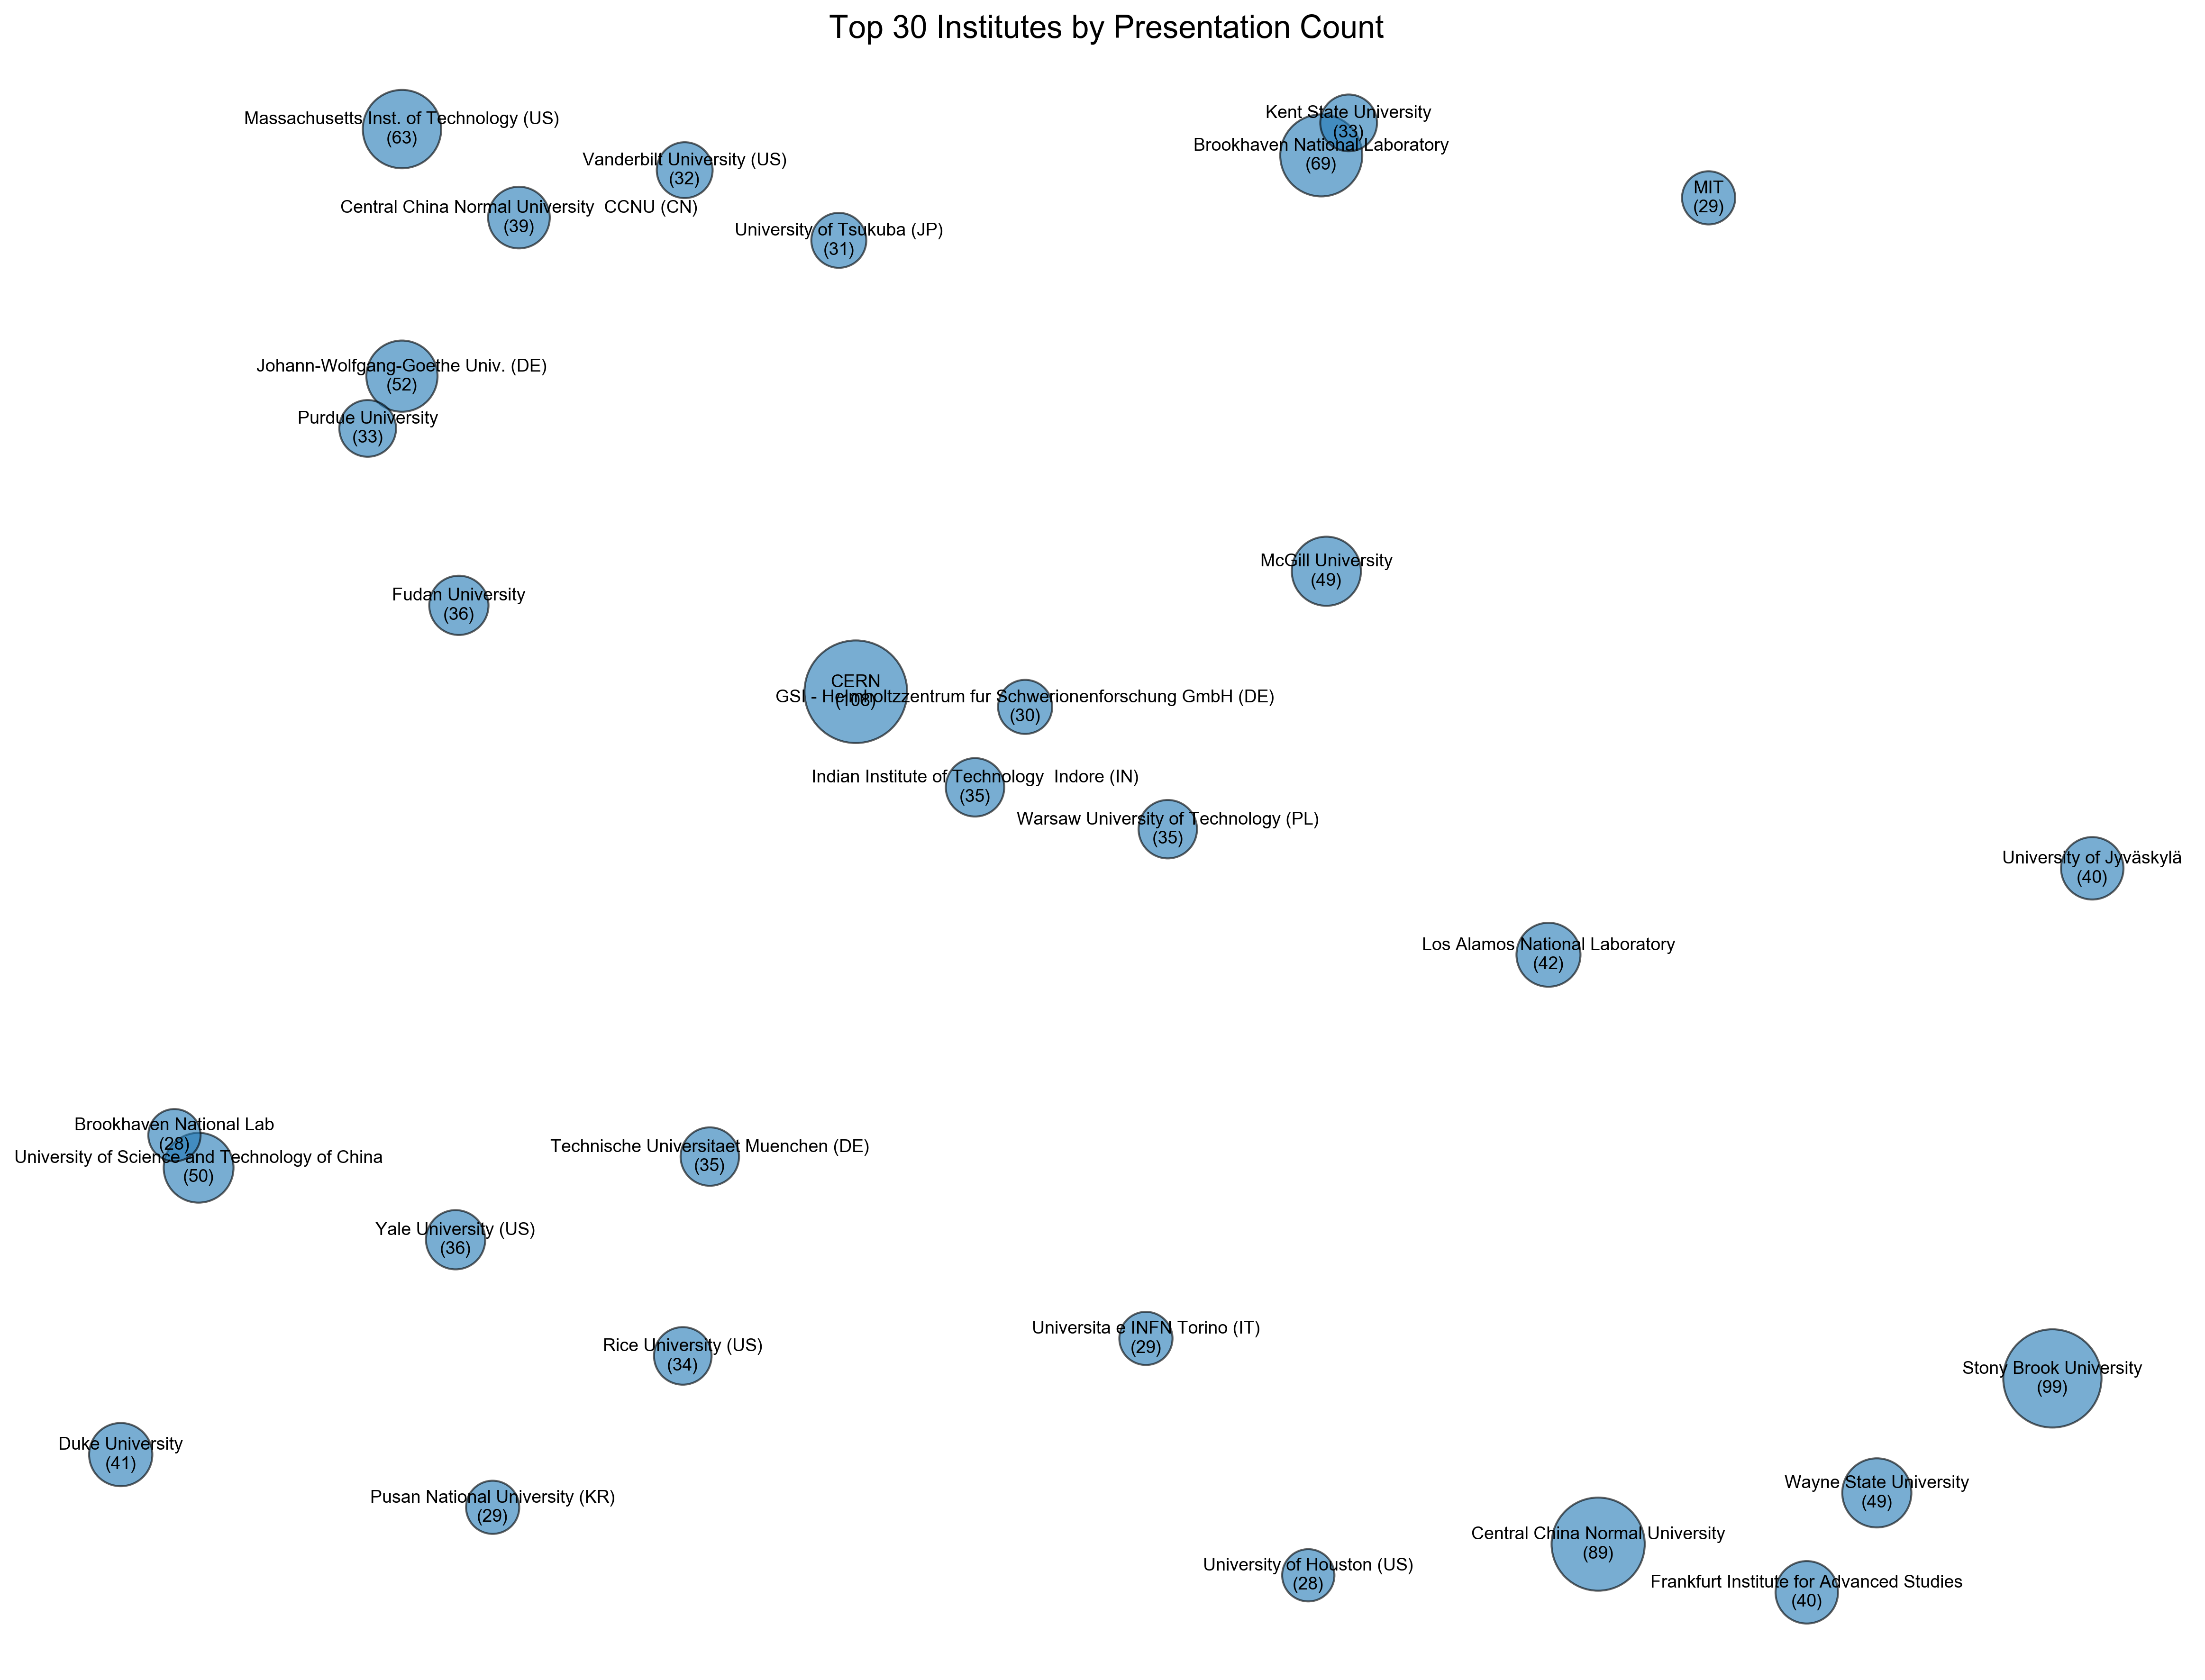 Top 30 Institutes by Presentation Count
Massachusetts Inst. of Technology (US)
(63)
Kent State University
(33)
Brookhaven National Laboratory
(69)
Vanderbilt University (US)
(32)
MIT
(29)
Central China Normal University  CCNU (CN)
(39)
University of Tsukuba (JP)
(31)
Johann-Wolfgang-Goethe Univ. (DE)
(52)
Purdue University
(33)
McGill University
(49)
Fudan University
(36)
CERN
GSI - Helmholtzzentrum fur Schwerionenforschung GmbH (DE)
(30)
Indian Institute of Technology  Indore (IN)
(35)
Warsaw University of Technology (PL)
(35)
University of Jyväskylä
(40)
Los Alamos National Laboratory
(42)
Brookhaven National Lab
(28)
University of Science and Technology of China
(50)
Technische Universitaet Muenchen (DE)
(35)
Yale University (US)
(36)
Universita e INFN Torino (IT)
(29)
Rice University (US)
(34)
Stony Brook University
(99)
Duke University
(41)
Wayne State University
(49)
Pusan National University (KR)
(29)
Central China Normal University
(89)
University of Houston (US)
(28)
Frankfurt Institute for Advanced Studies
(40)